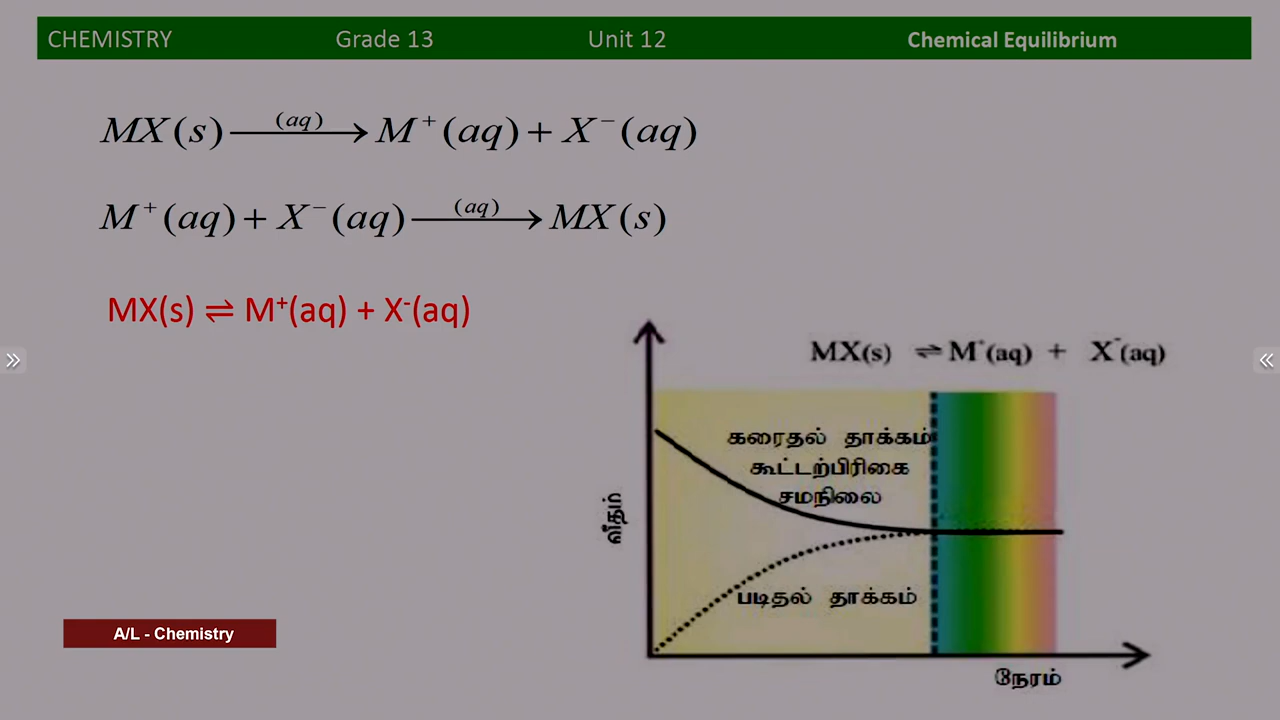 CHEMISTRY Grade 13 Unit 12 Chemical Equilibrium
MX(s) (aq)⟶ M⁺(aq) + X⁻(aq)
M⁺(aq) + X⁻(aq) (aq)⟶ MX(s)
MX(s) ⇌ M⁺(aq) + X⁻(aq)
MX(s) ⇌ M⁺(aq) + X⁻(aq)
கரைதல் தாக்கம்
கூட்டற்பிரிகை
சமநிலை
வீதம்
படிதல் தாக்கம்
நேரம்
A/L - Chemistry